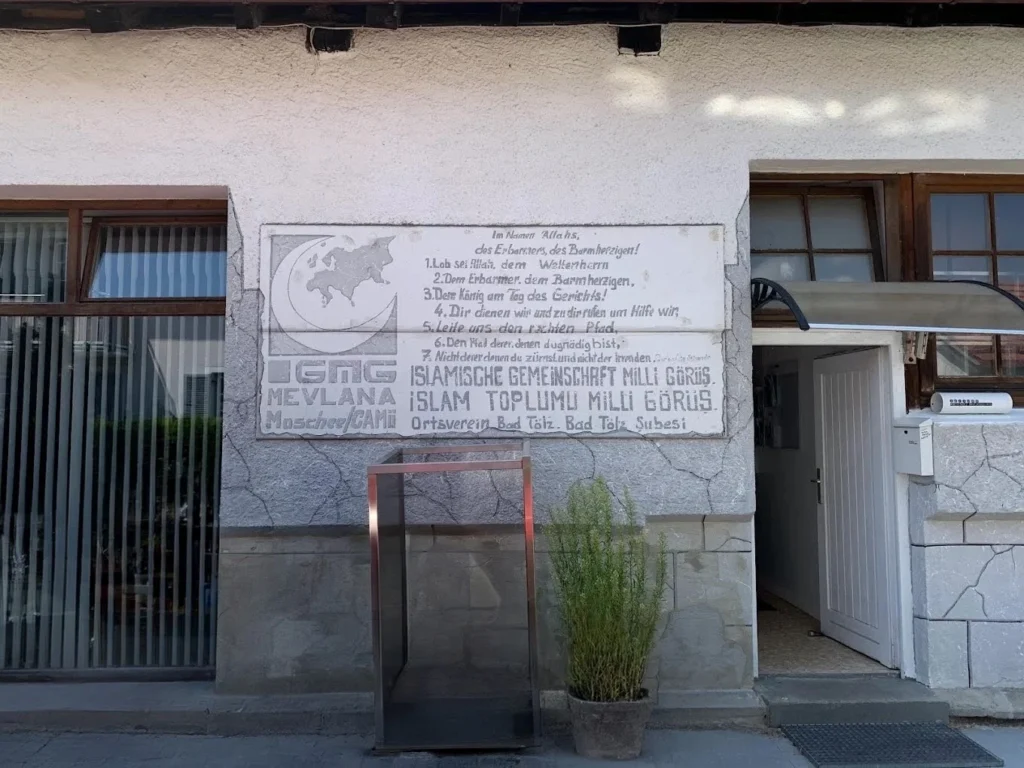 Im Namen Allahs,
des Erbarmers, des Barmherzigen!
1. Lob sei Allah, dem Weltenherrn
2. Dem Erbarmer, dem Barmherzigen,
3. Dem König am Tag des Gerichts!
4. Dir dienen wir und zu dir rufen um Hilfe wir,
5. Leite uns den rechten Pfad,
6. Den Pfad derer, denen du gnädig bist,
7. Nicht derer denen du zürnst und nicht der Irrenden.
IGMG
MEVLANA
Moschee/CAMÜ
ISLAMISCHE GEMEINSCHAFT MILLI GÖRÜŞ.
İSLAM TOPLUMU MILLI GÖRÜŞ.
Ortsverein Bad Tölz. Bad Tölz Şubesi